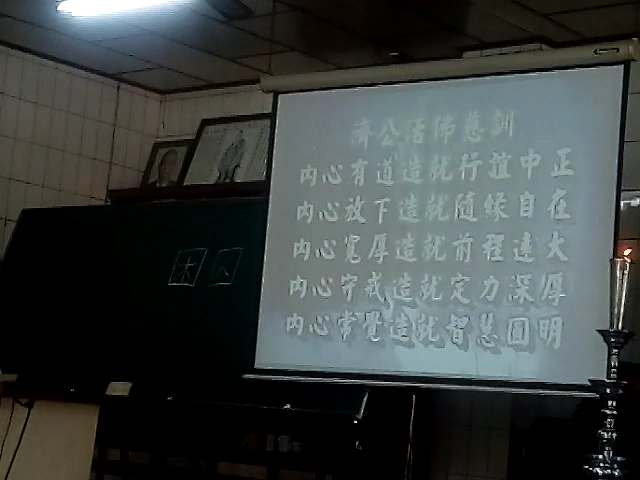 濟公活佛慈訓
內心有道造就行誼中正
內心放下造就隨緣自在
內心寬厚造就前程遠大
內心守戒造就定力深厚
內心常覺造就智慧圓明
困 囚